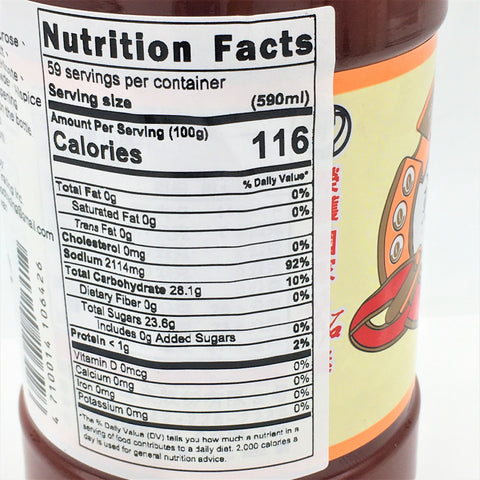 Nutrition Facts
59 servings per container
Serving size (590ml)
Amount Per Serving (100g)
Calories 116
% Daily Value*
Total Fat 0g 0%
Saturated Fat 0g 0%
Trans Fat 0g
Cholesterol 0mg 0%
Sodium 2114mg 92%
Total Carbohydrate 28.1g 10%
Dietary Fiber 0g 0%
Total Sugars 23.6g
Includes 0g Added Sugars 0%
Protein < 1g 2%
Vitamin D 0mcg 0%
Calcium 0mg 0%
Iron 0mg 0%
Potassium 0mg 0%
*The % Daily Value (DV) tells you how much a nutrient in a
serving of food contributes to a daily diet. 2,000 calories a
day is used for general nutrition advice.
4 710014 106426